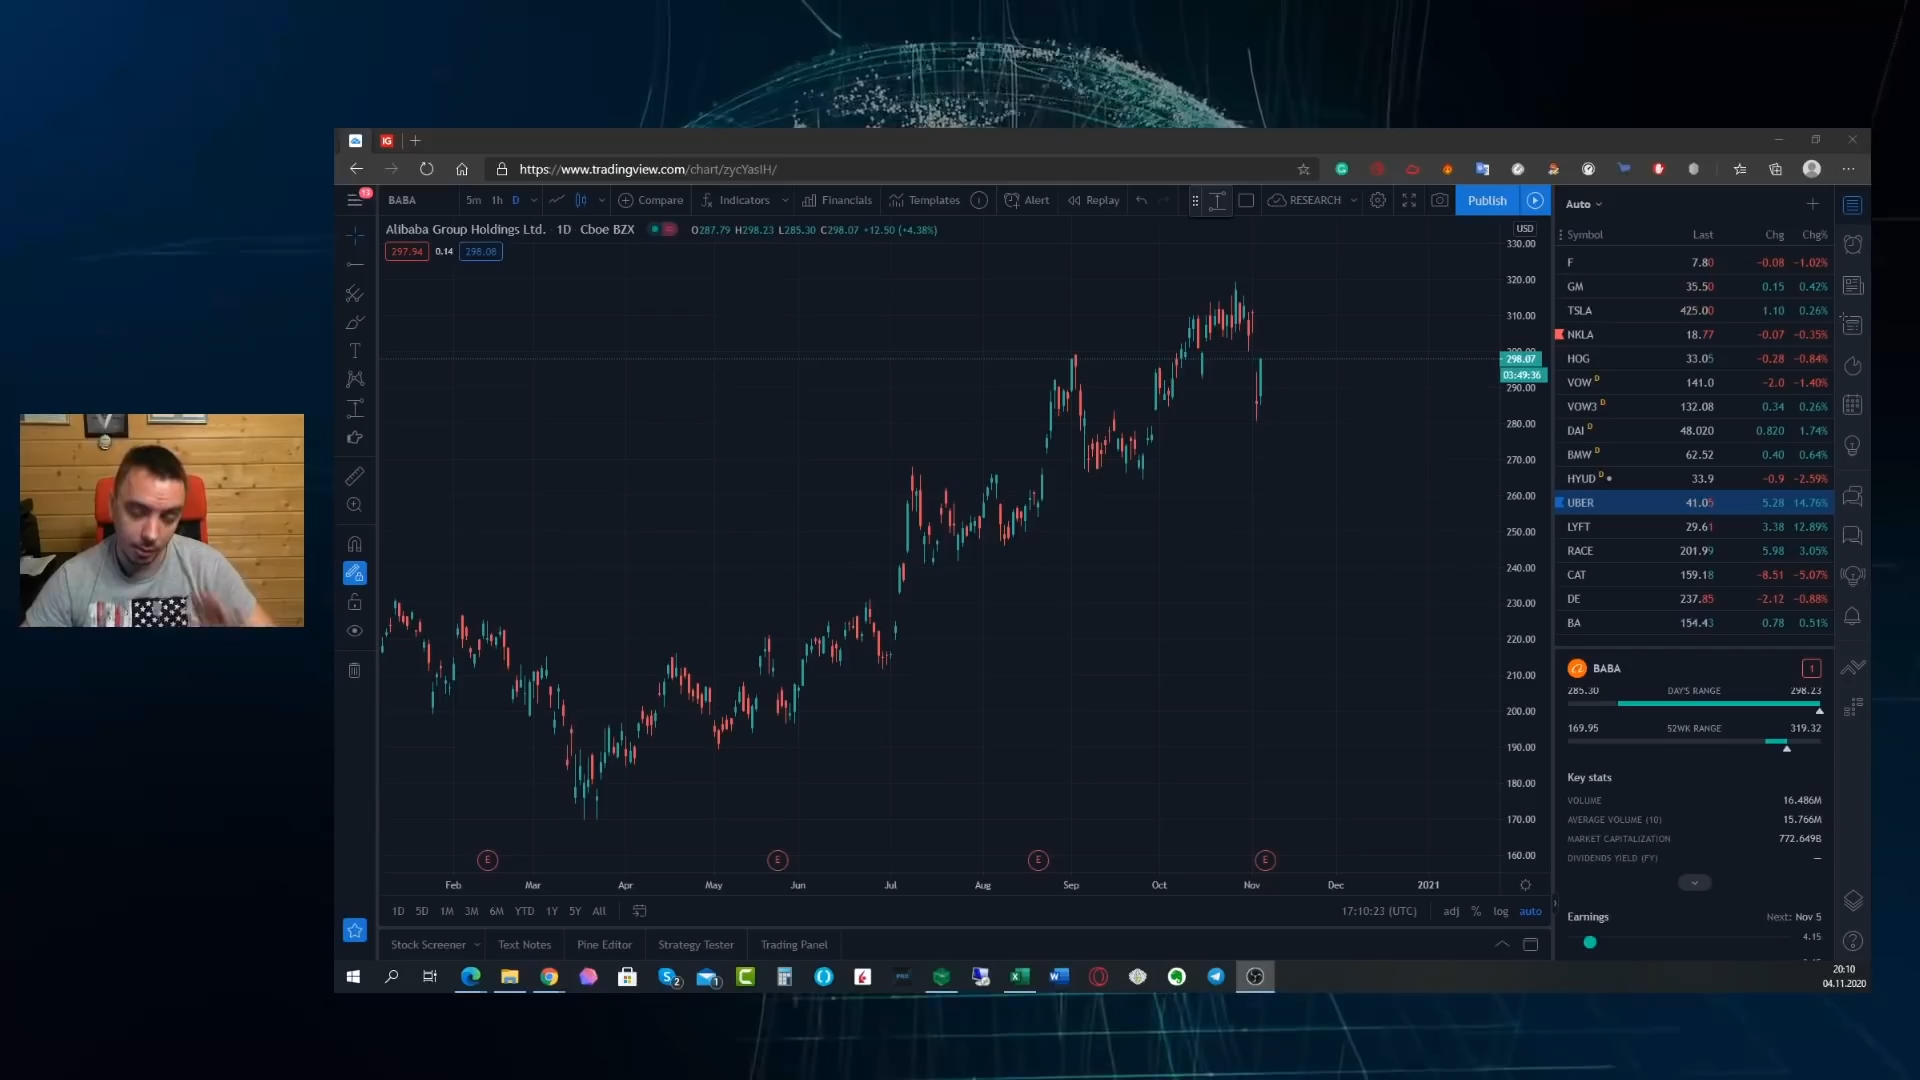 IG
https://www.tradingview.com/chart/zycYasIH/
13
BABA 5m 1h D Compare Indicators Financials Templates Alert Replay RESEARCH Publish
Alibaba Group Holdings Ltd. · 1D · Cboe BZX O287.79 H298.23 L285.30 C298.07 +12.50 (+4.38%)
297.94 0.14 298.08
USD
330.00
320.00
310.00
298.07
03:49:36
290.00
280.00
270.00
260.00
250.00
240.00
230.00
220.00
210.00
200.00
190.00
180.00
170.00
160.00
E E E E
Feb Mar Apr May Jun Jul Aug Sep Oct Nov Dec 2021
1D 5D 1M 3M 6M YTD 1Y 5Y All 17:10:23 (UTC) adj % log auto
Stock Screener Text Notes Pine Editor Strategy Tester Trading Panel
Auto
Symbol Last Chg Chg%
F 7.80 −0.08 −1.02%
GM 35.50 0.15 0.42%
TSLA 425.00 1.10 0.26%
NKLA 18.77 −0.07 −0.35%
HOG 33.05 −0.28 −0.84%
VOW D 141.0 −2.0 −1.40%
VOW3 D 132.08 0.34 0.26%
DAI D 48.020 0.820 1.74%
BMW D 62.52 0.40 0.64%
HYUD D 33.9 −0.9 −2.59%
UBER 41.05 5.28 14.76%
LYFT 29.61 3.38 12.89%
RACE 201.99 5.98 3.05%
CAT 159.18 −8.51 −5.07%
DE 237.85 −2.12 −0.88%
BA 154.43 0.78 0.51%
BABA 1
285.30 DAY'S RANGE 298.23
169.95 52WK RANGE 319.32
Key stats
VOLUME 16.486M
AVERAGE VOLUME (10) 15.766M
MARKET CAPITALIZATION 772.649B
DIVIDENDS YIELD (FY) —
Earnings Next: Nov 5
4.15
2 1
20:10
04.11.2020